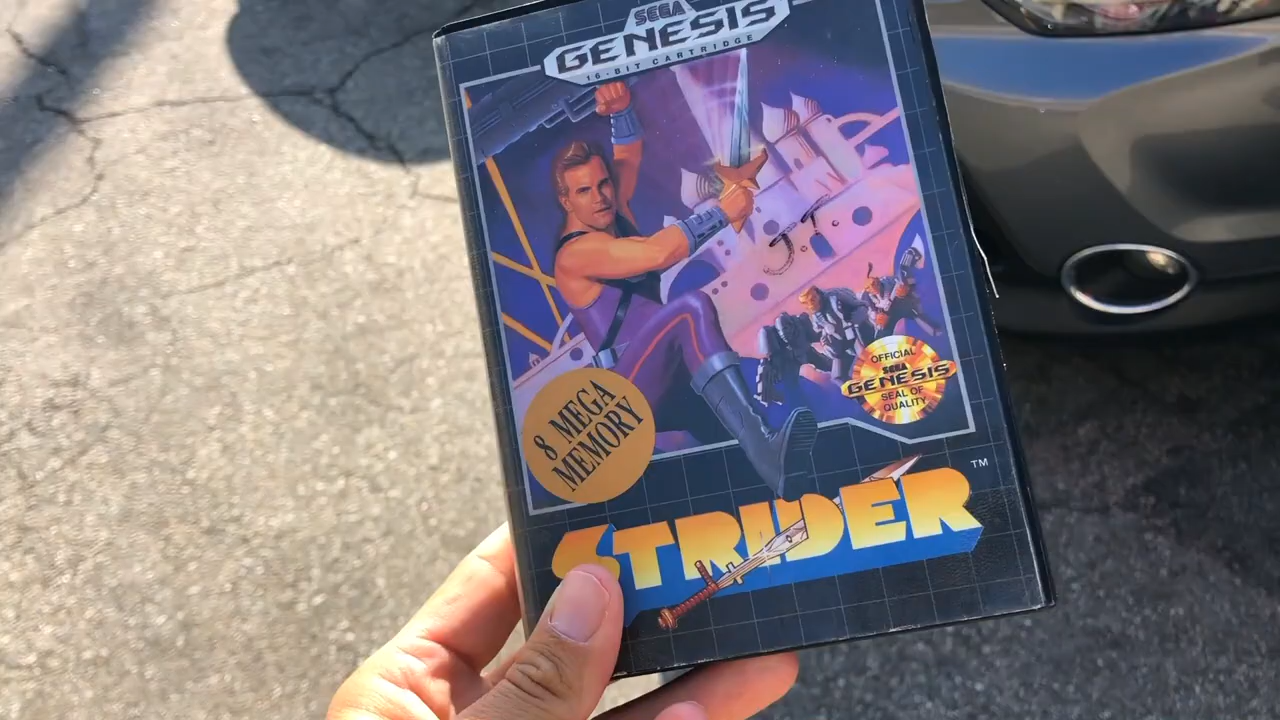 SEGA
GENESIS
16-BIT CARTRIDGE
J.T.
OFFICIAL
SEGA
GENESIS
SEAL OF
QUALITY
8 MEGA
MEMORY
STRIDER TM